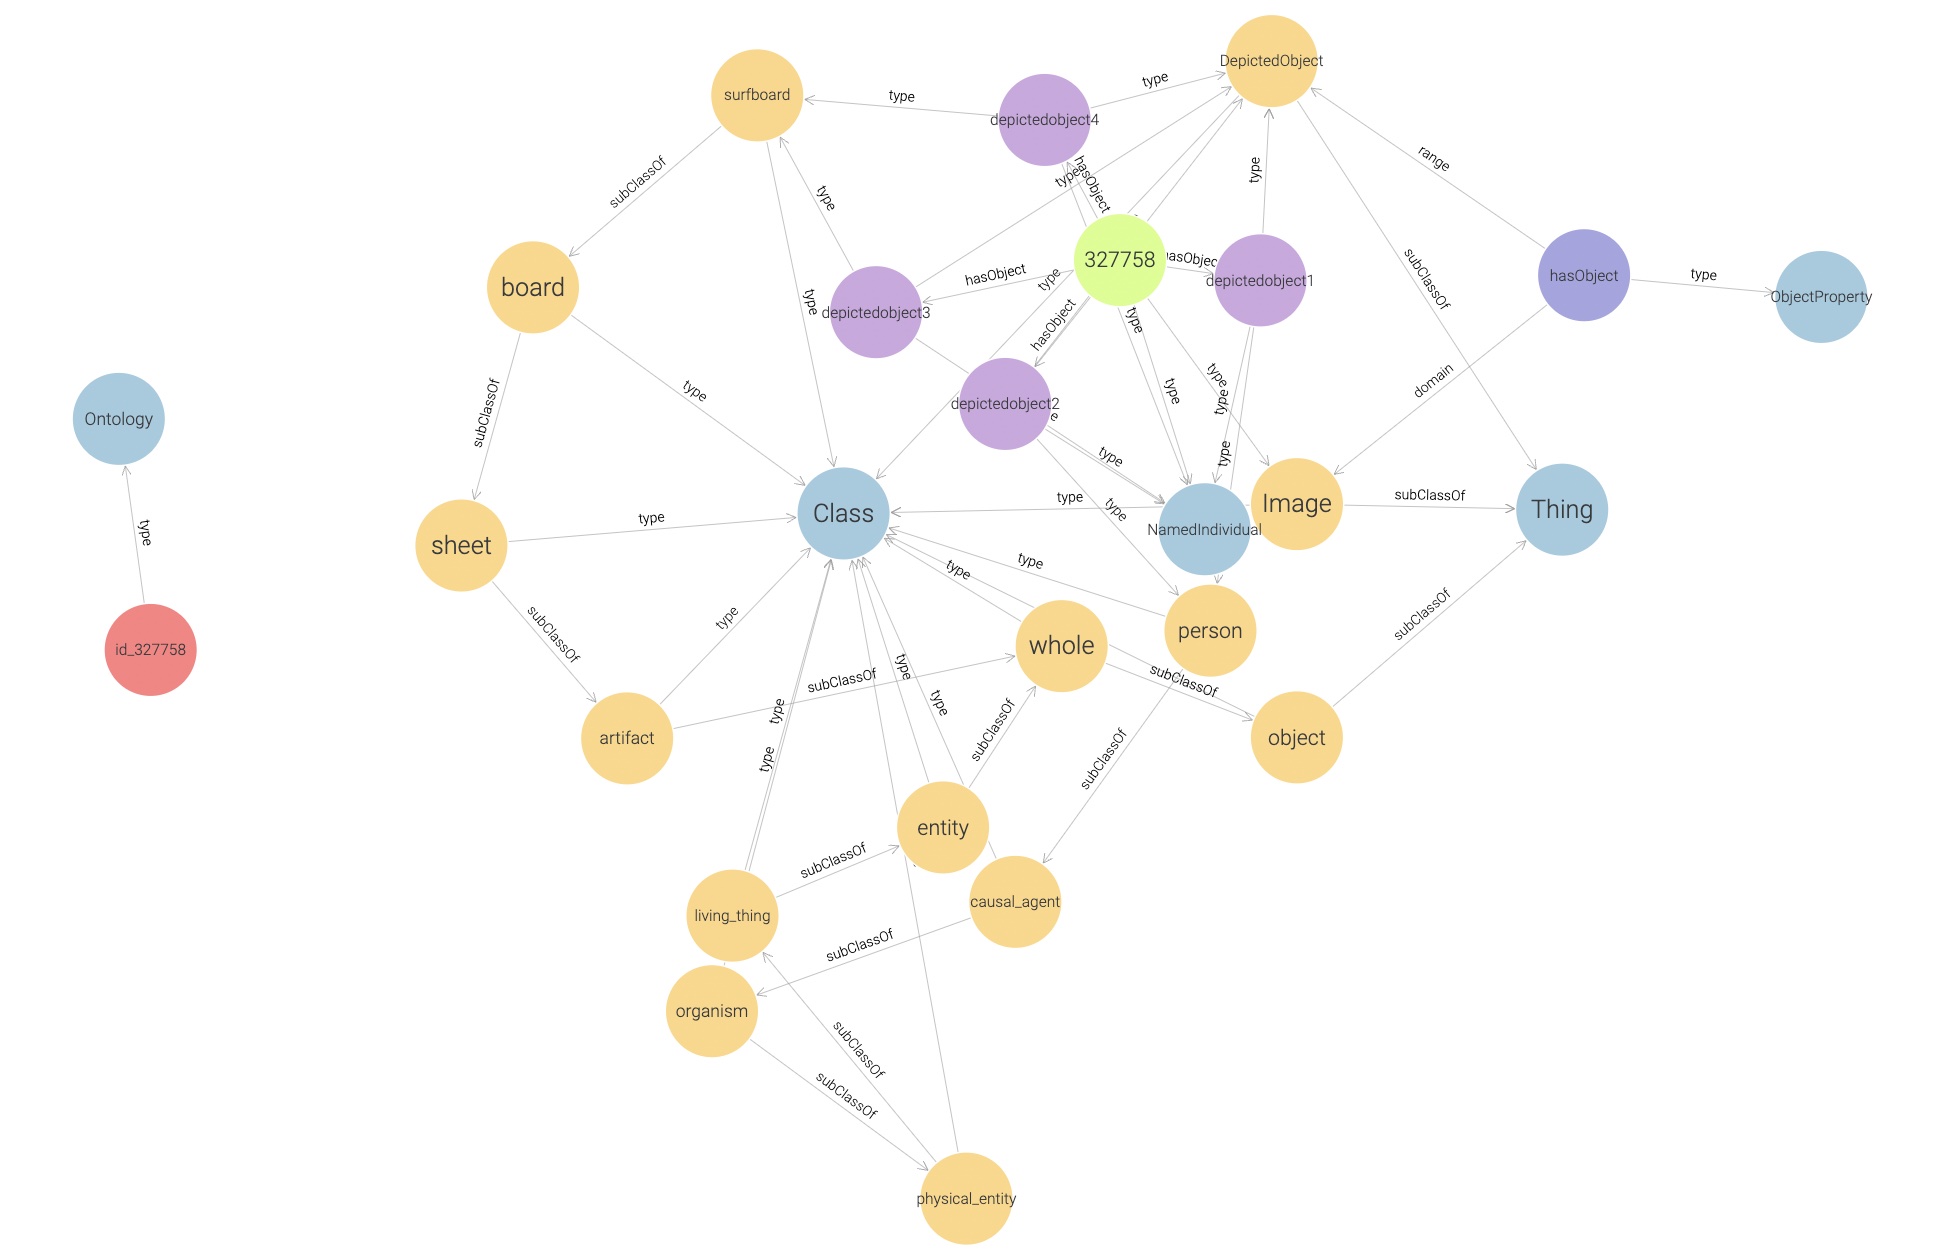 DepictedObject
surfboard
type
type
depictedobject4
range
type
hasObject
type
subClassOf
type
327758
hasObject
hasObject
type
subClassOf
hasObject
type
depictedobject1
board
type
ObjectProperty
depictedobject3
hasObject
type
type
type
domain
subClassOf
type
type
depictedobject2
Ontology
type
type
type
Class
type
type
Image
subClassOf
Thing
type
NamedIndividual
type
sheet
type
type
subClassOf
type
subClassOf
person
id_327758
whole
type
subClassOf
subClassOf
type
type
subClassOf
artifact
type
subClassOf
object
entity
subClassOf
living_thing
causal_agent
subClassOf
organism
subClassOf
subClassOf
physical_entity